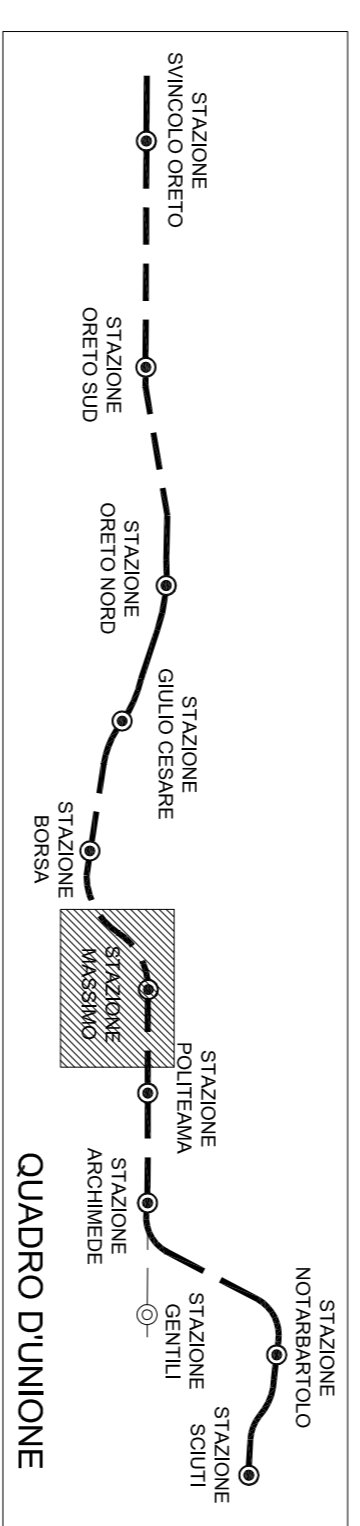 STAZIONE
SVINCOLO ORETO
STAZIONE
ORETO SUD
STAZIONE
ORETO NORD
STAZIONE
GIULIO CESARE
STAZIONE
BORSA
STAZIONE
MASSIMO
STAZIONE
POLITEAMA
STAZIONE
ARCHIMEDE
STAZIONE
GENTILI
STAZIONE
NOTARBARTOLO
STAZIONE
SCIUTI
QUADRO D'UNIONE